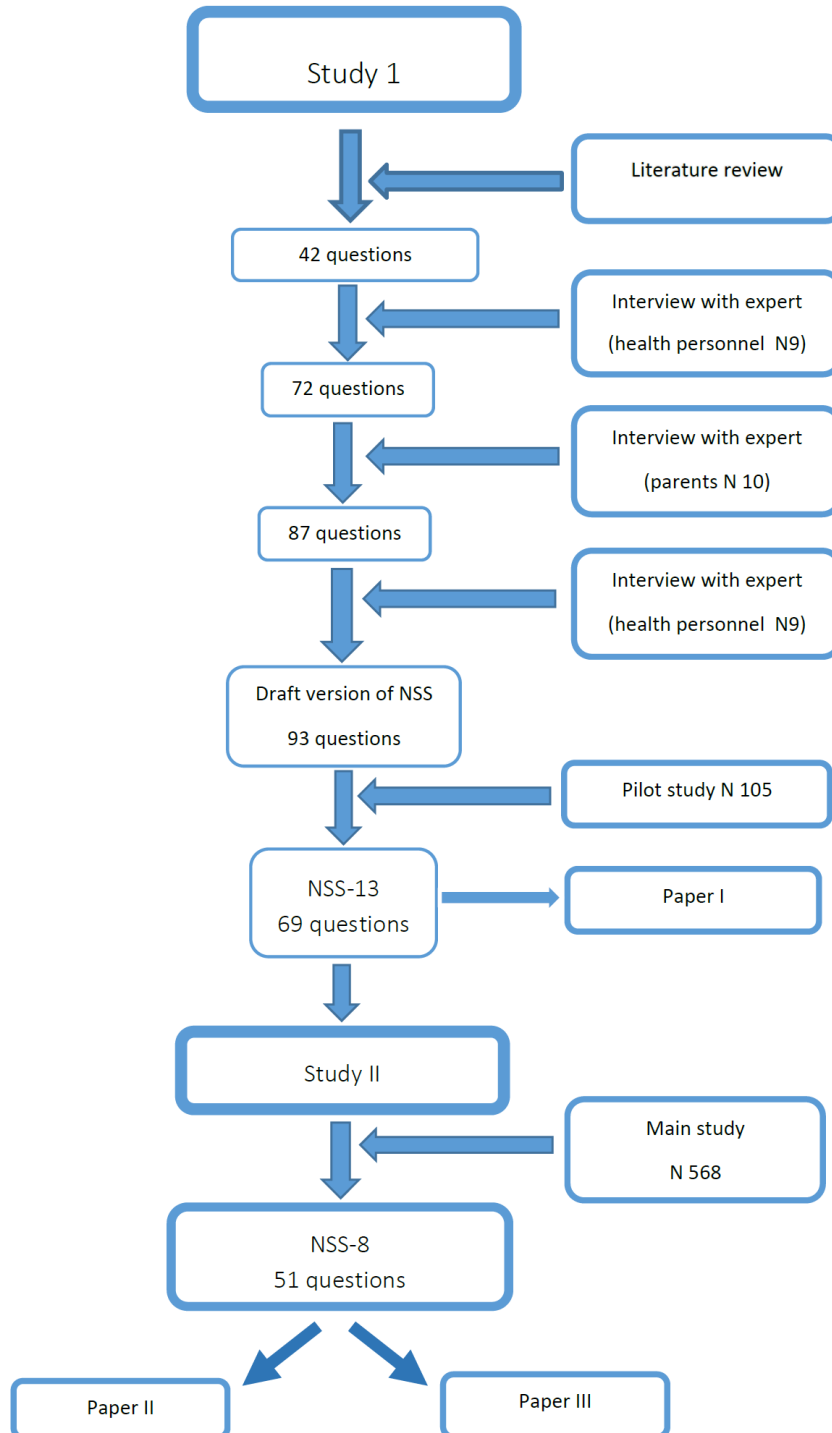 Study 1
Literature review
42 questions
Interview with expert
(health personnel  N9)
72 questions
Interview with expert
(parents N 10)
87 questions
Interview with expert
(health personnel  N9)
Draft version of NSS
93 questions
Pilot study N 105
NSS-13
69 questions
Paper I
Study II
Main study
N 568
NSS-8
51 questions
Paper II
Paper III